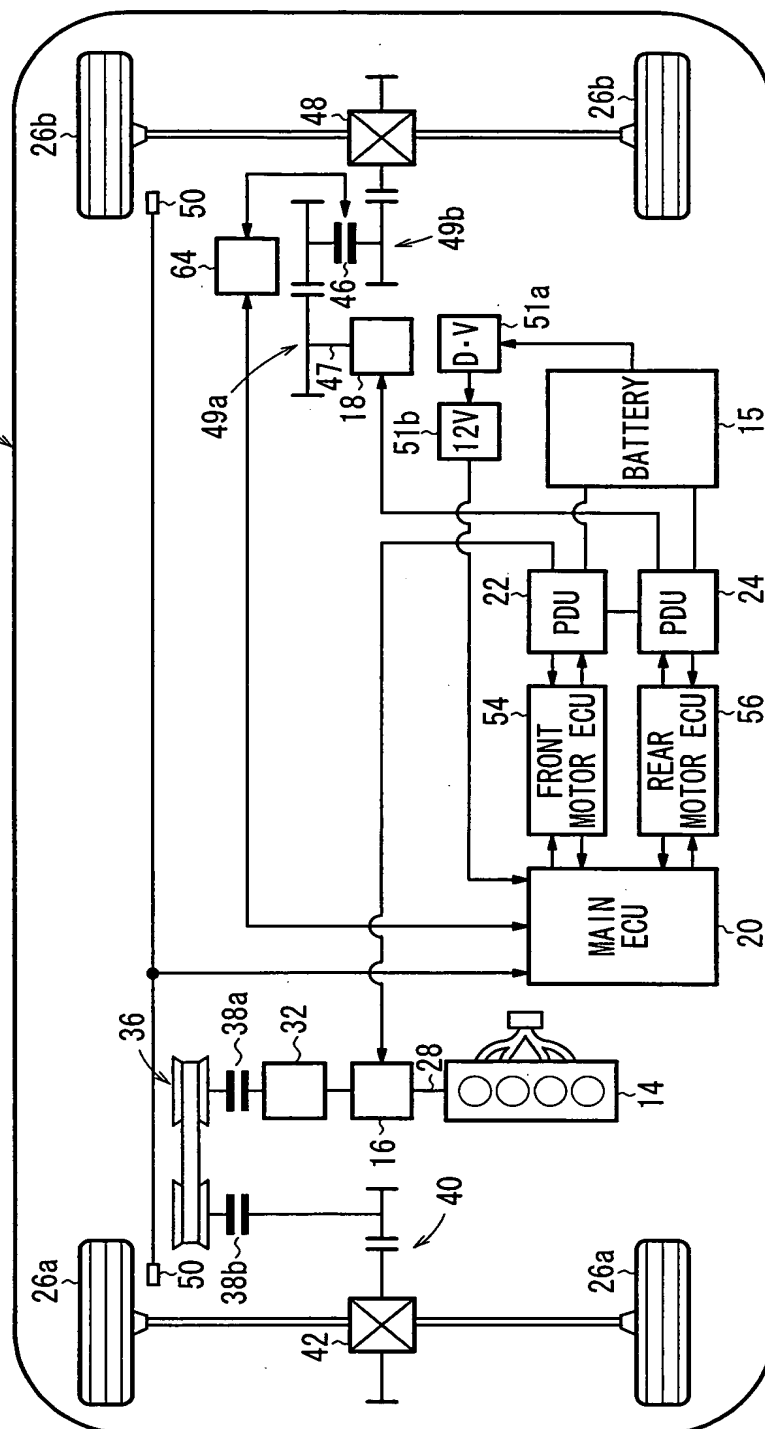 26a
26b
36
50
50
38b
38a
64
32
49a
46
48
42
47
49b
16
18
40
51b
12V
D·V
51a
28
22
54
PDU
FRONT
MOTOR ECU
MAIN
ECU
BATTERY
14
REAR
MOTOR ECU
PDU
26a
26b
20
56
24
15